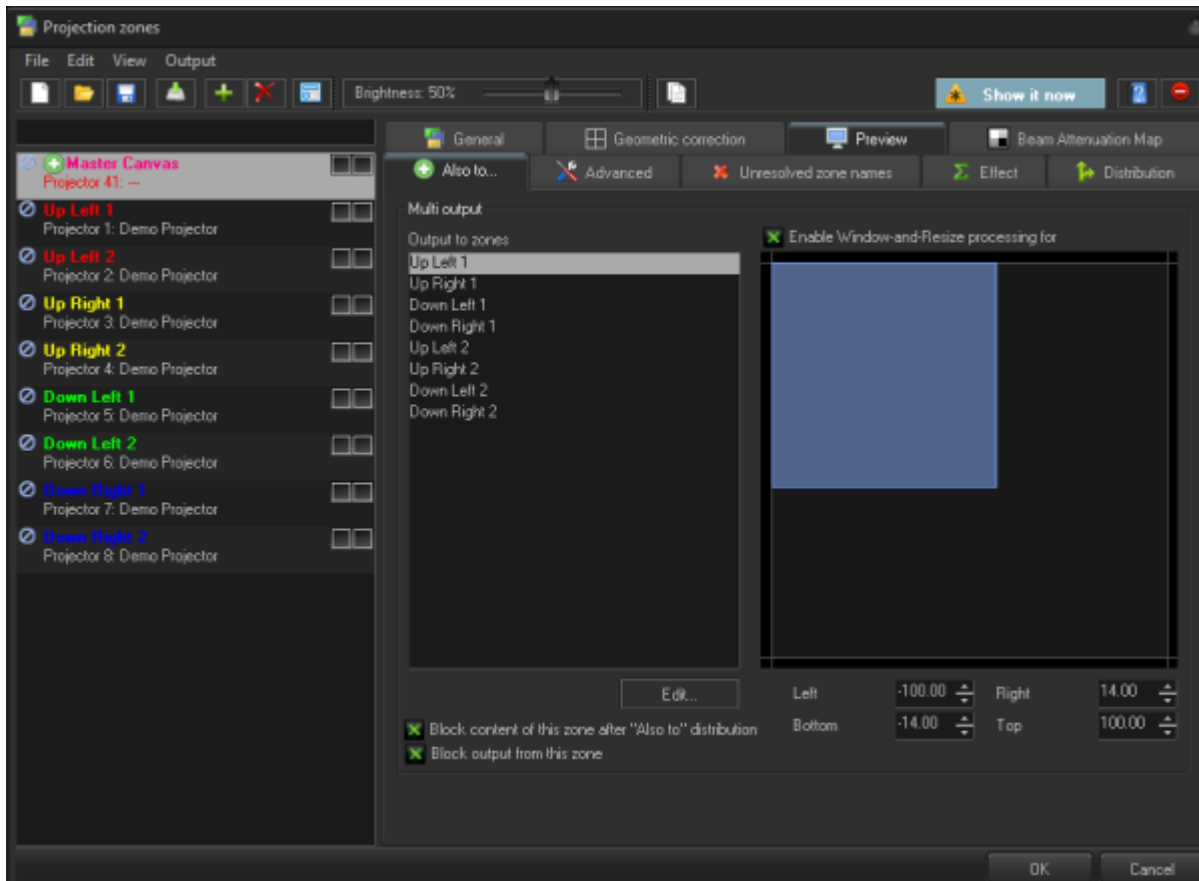 Projection zones
File Edit View Output
Brightness: 50%
Show it now
General Geometric correction Preview Beam Attenuation Map
Also to... Advanced Unresolved zone names Effect Distribution
Master Canvas
Projector 41: ---
Up Left 1
Projector 1: Demo Projector
Up Left 2
Projector 2: Demo Projector
Up Right 1
Projector 3: Demo Projector
Up Right 2
Projector 4: Demo Projector
Down Left 1
Projector 5: Demo Projector
Down Left 2
Projector 6: Demo Projector
Down Right 1
Projector 7: Demo Projector
Down Right 2
Projector 8: Demo Projector
Multi output
Output to zones
Up Left 1
Up Right 1
Down Left 1
Down Right 1
Up Left 2
Up Right 2
Down Left 2
Down Right 2
Edit...
Block content of this zone after "Also to" distribution
Block output from this zone
Enable Window-and-Resize processing for
Left -100.00 Right 14.00
Bottom -14.00 Top 100.00
OK Cancel